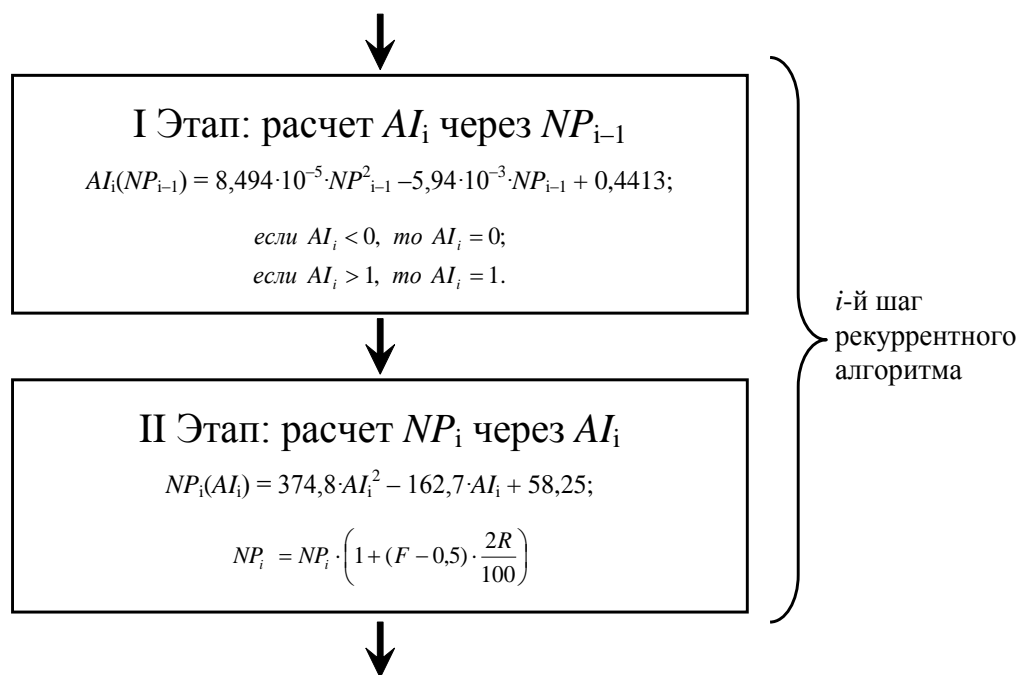 I Этап: расчет AIᵢ через NPᵢ₋₁
AIᵢ(NPᵢ₋₁) = 8,494·10⁻⁵·NP²ᵢ₋₁ –5,94·10⁻³·NPᵢ₋₁ + 0,4413;
если AIᵢ < 0, то AIᵢ = 0;
если AIᵢ > 1, то AIᵢ = 1.
i-й шаг
рекуррентного
алгоритма
II Этап: расчет NPᵢ через AIᵢ
NPᵢ(AIᵢ) = 374,8·AIᵢ² – 162,7·AIᵢ + 58,25;
NPᵢ = NPᵢ · (1 + (F − 0,5) · 2R/100)